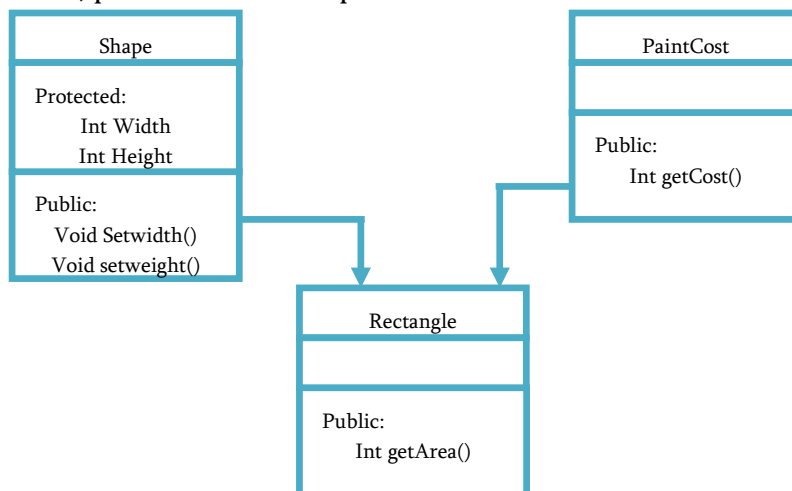 Shape
Protected:
Int Width
Int Height
Public:
Void Setwidth()
Void setweight()
PaintCost
Public:
Int getCost()
Rectangle
Public:
Int getArea()